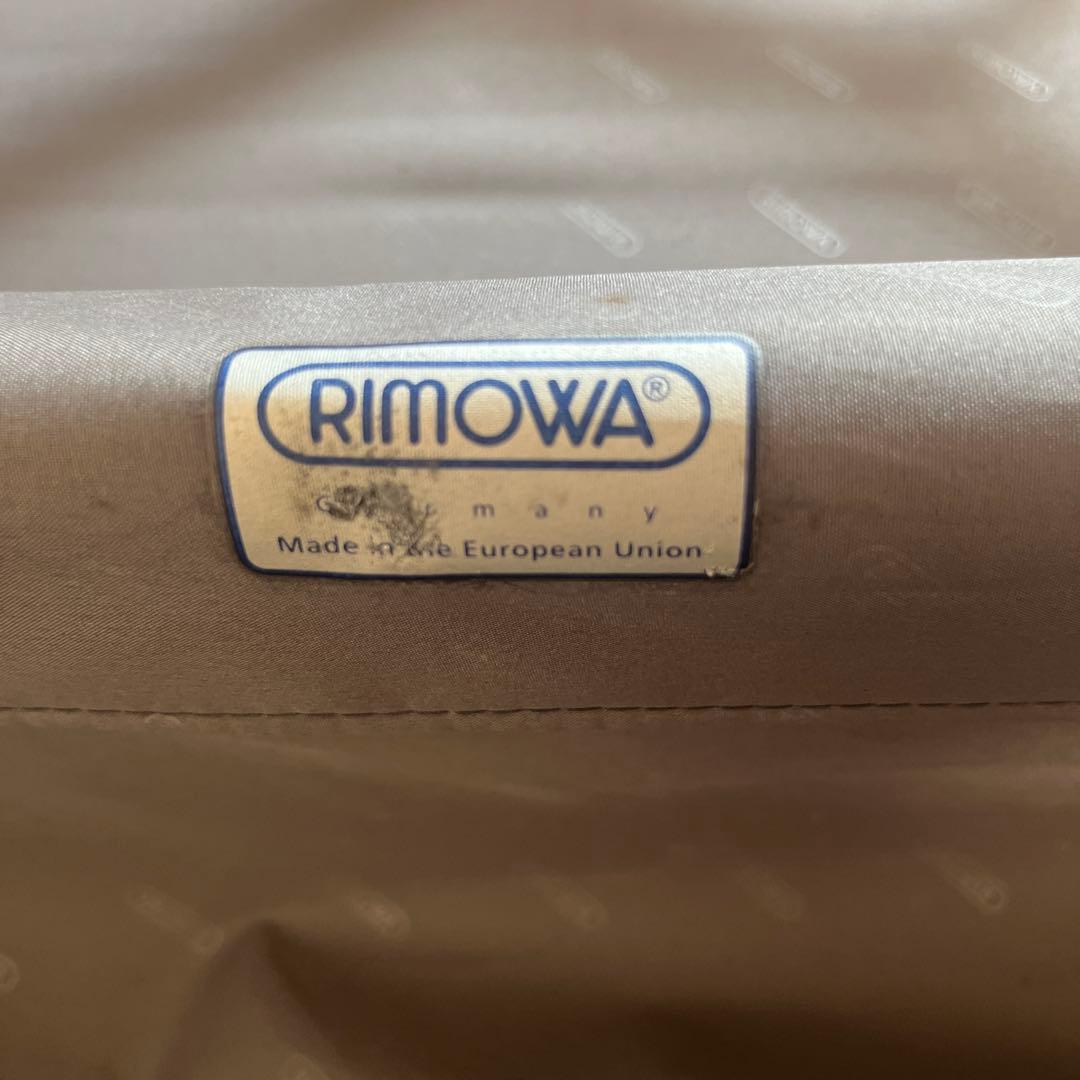 RIMOWA®
Germany
Made in the European Union